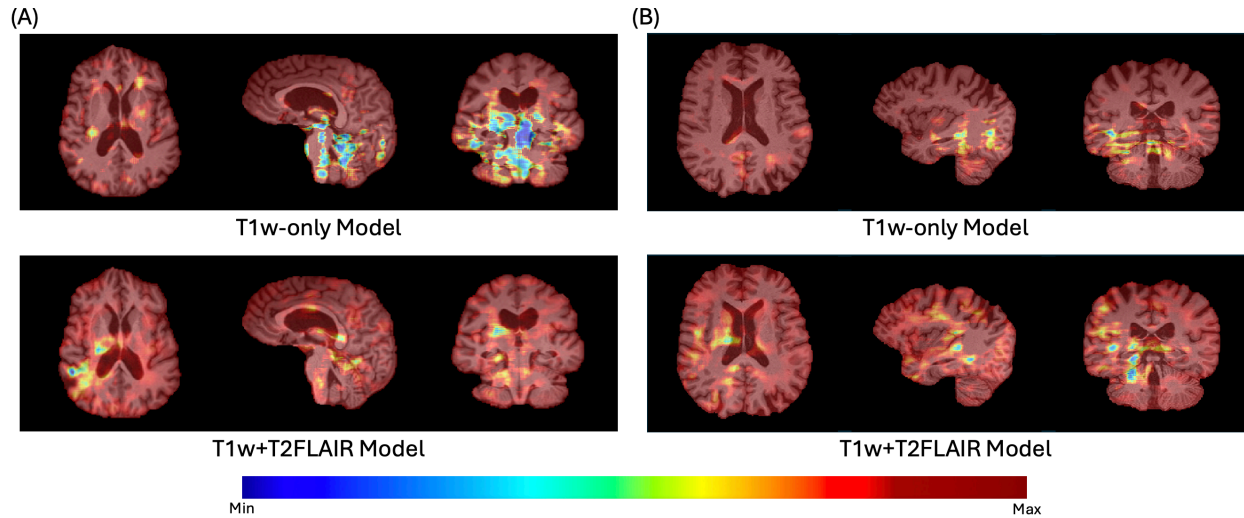 (A)
(B)
T1w-only Model
T1w-only Model
T1w+T2FLAIR Model
T1w+T2FLAIR Model
Min
Max